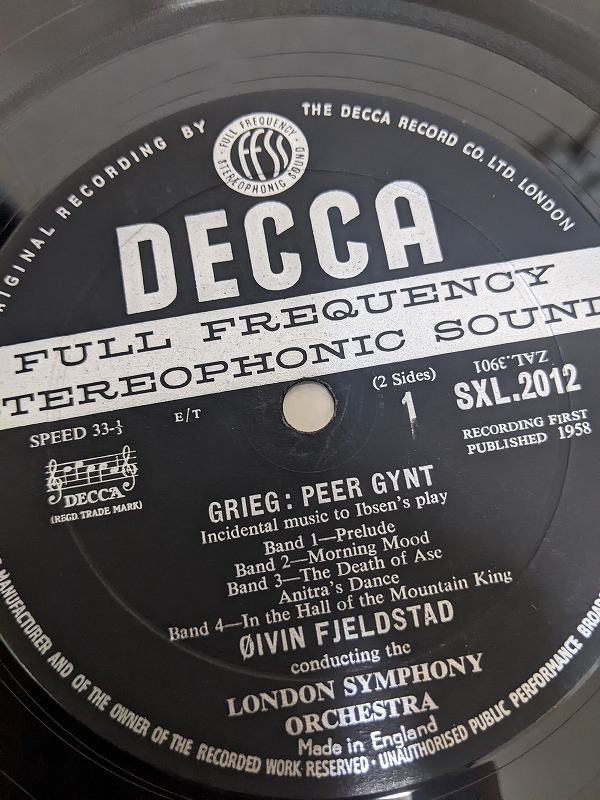 ORIGINAL RECORDING BY
THE DECCA RECORD CO. LTD. LONDON
FULL FREQUENCY
ffss
STEREOPHONIC SOUND
DECCA
FULL FREQUENCY
STEREOPHONIC SOUND
SPEED 33-⅓
E/T
(2 Sides)
1
ZAL.3901
SXL.2012
RECORDING FIRST
PUBLISHED 1958
DECCA
(REGD. TRADE MARK)
GRIEG: PEER GYNT
Incidental music to Ibsen's play
Band 1—Prelude
Band 2—Morning Mood
Band 3—The Death of Ase
Anitra's Dance
Band 4—In the Hall of the Mountain King
ØIVIN FJELDSTAD
conducting the
LONDON SYMPHONY
ORCHESTRA
Made in England
MANUFACTURER AND OF THE OWNER OF THE RECORDED WORK RESERVED · UNAUTHORISED PUBLIC PERFORMANCE BROA